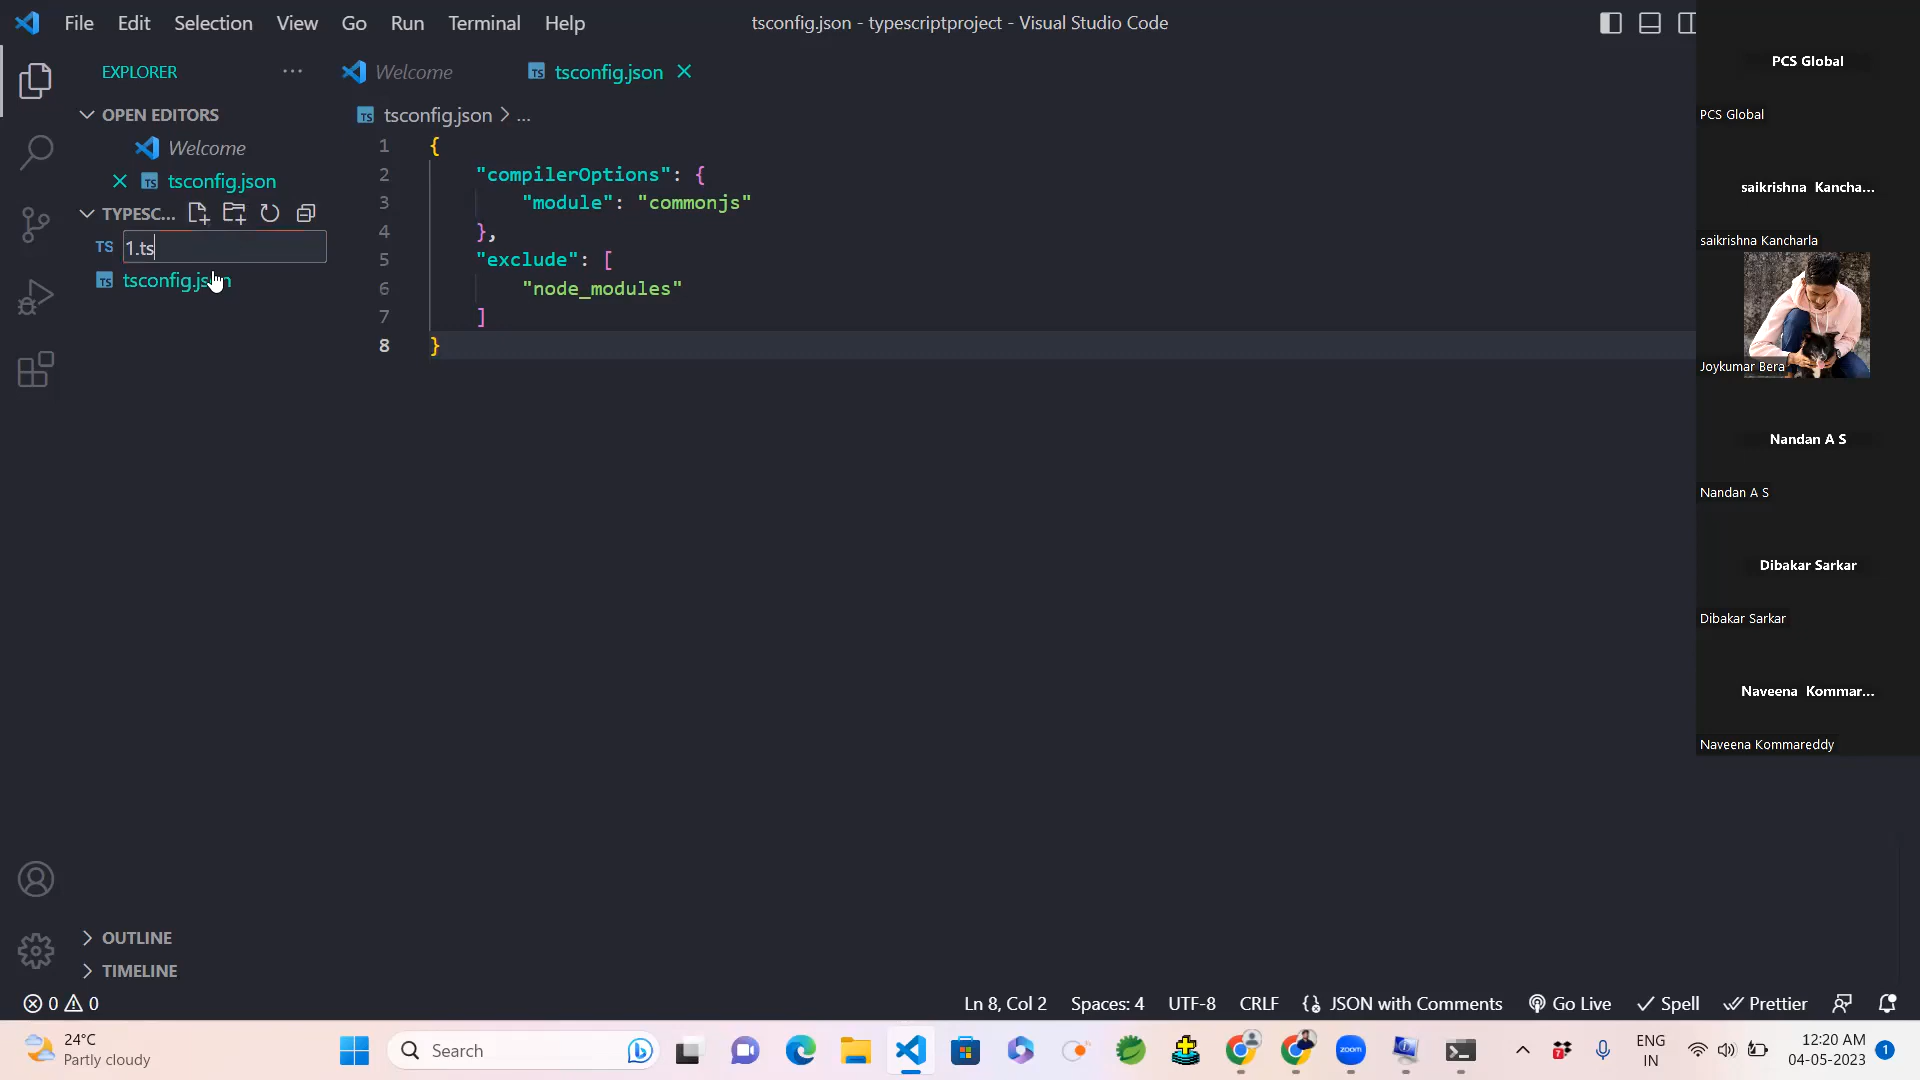 File Edit Selection View Go Run Terminal Help
tsconfig.json - typescriptproject - Visual Studio Code
EXPLORER
Welcome
tsconfig.json
OPEN EDITORS
Welcome
tsconfig.json
TYPESC...
1.ts
tsconfig.json
tsconfig.json > ...
1 {
2 "compilerOptions": {
3 "module": "commonjs"
4 },
5 "exclude": [
6 "node_modules"
7 ]
8 }
PCS Global
PCS Global
saikrishna Kancha...
saikrishna Kancharla
Joykumar Bera
Nandan A S
Nandan A S
Dibakar Sarkar
Dibakar Sarkar
Naveena Kommar...
Naveena Kommareddy
OUTLINE
TIMELINE
0 0
Ln 8, Col 2 Spaces: 4 UTF-8 CRLF {} JSON with Comments Go Live Spell Prettier
24°C
Partly cloudy
Search
zoom
7
ENG
IN
12:20 AM
04-05-2023
1